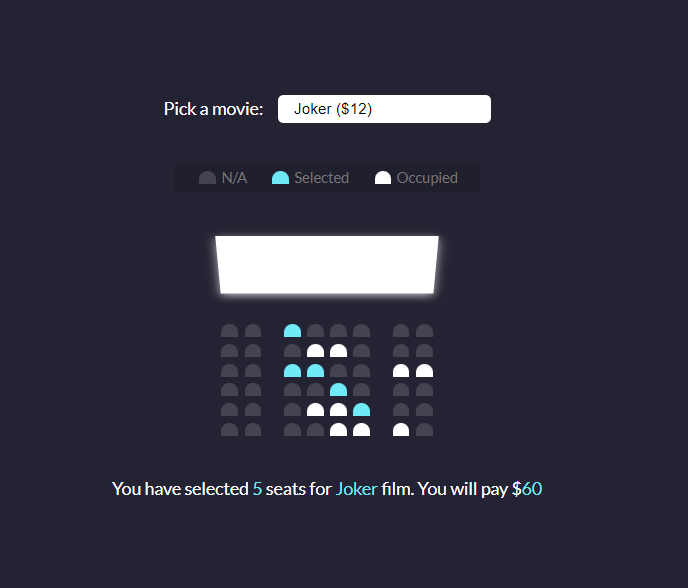 Pick a movie: Joker ($12)
N/A Selected Occupied
You have selected 5 seats for Joker film. You will pay $60